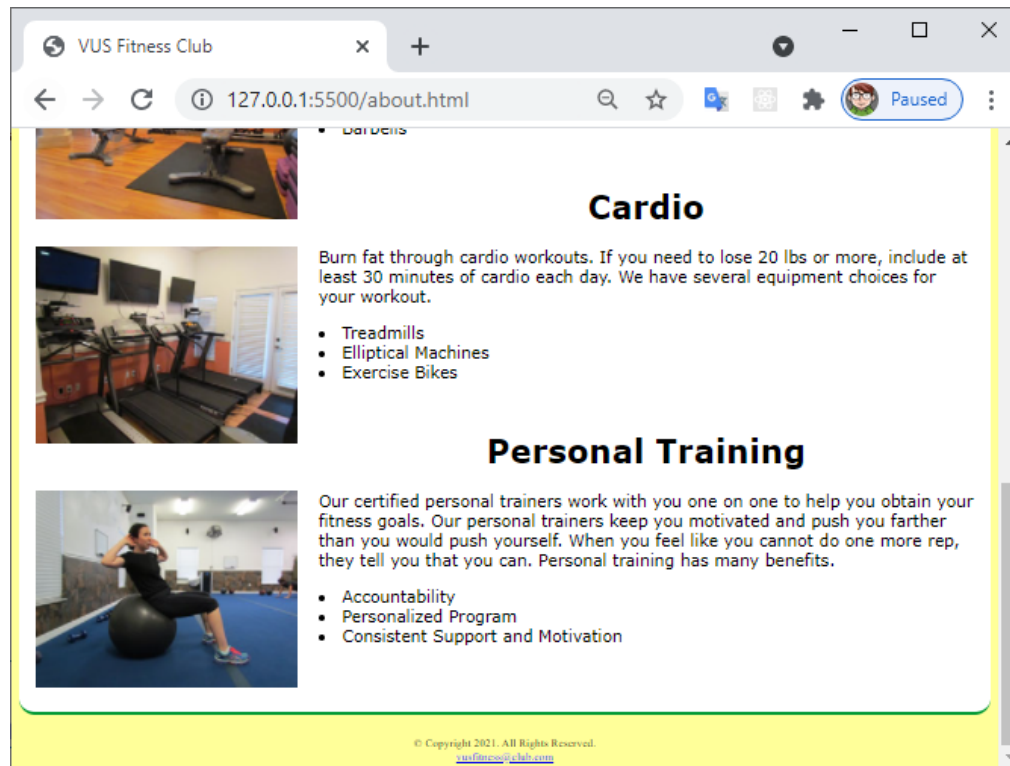 VUS Fitness Club
127.0.0.1:5500/about.html
Paused
Barbells
Cardio
Burn fat through cardio workouts. If you need to lose 20 lbs or more, include at
least 30 minutes of cardio each day. We have several equipment choices for
your workout.
Treadmills
Elliptical Machines
Exercise Bikes
Personal Training
Our certified personal trainers work with you one on one to help you obtain your
fitness goals. Our personal trainers keep you motivated and push you farther
than you would push yourself. When you feel like you cannot do one more rep,
they tell you that you can. Personal training has many benefits.
Accountability
Personalized Program
Consistent Support and Motivation
© Copyright 2021. All Rights Reserved.
vusfitness@club.com